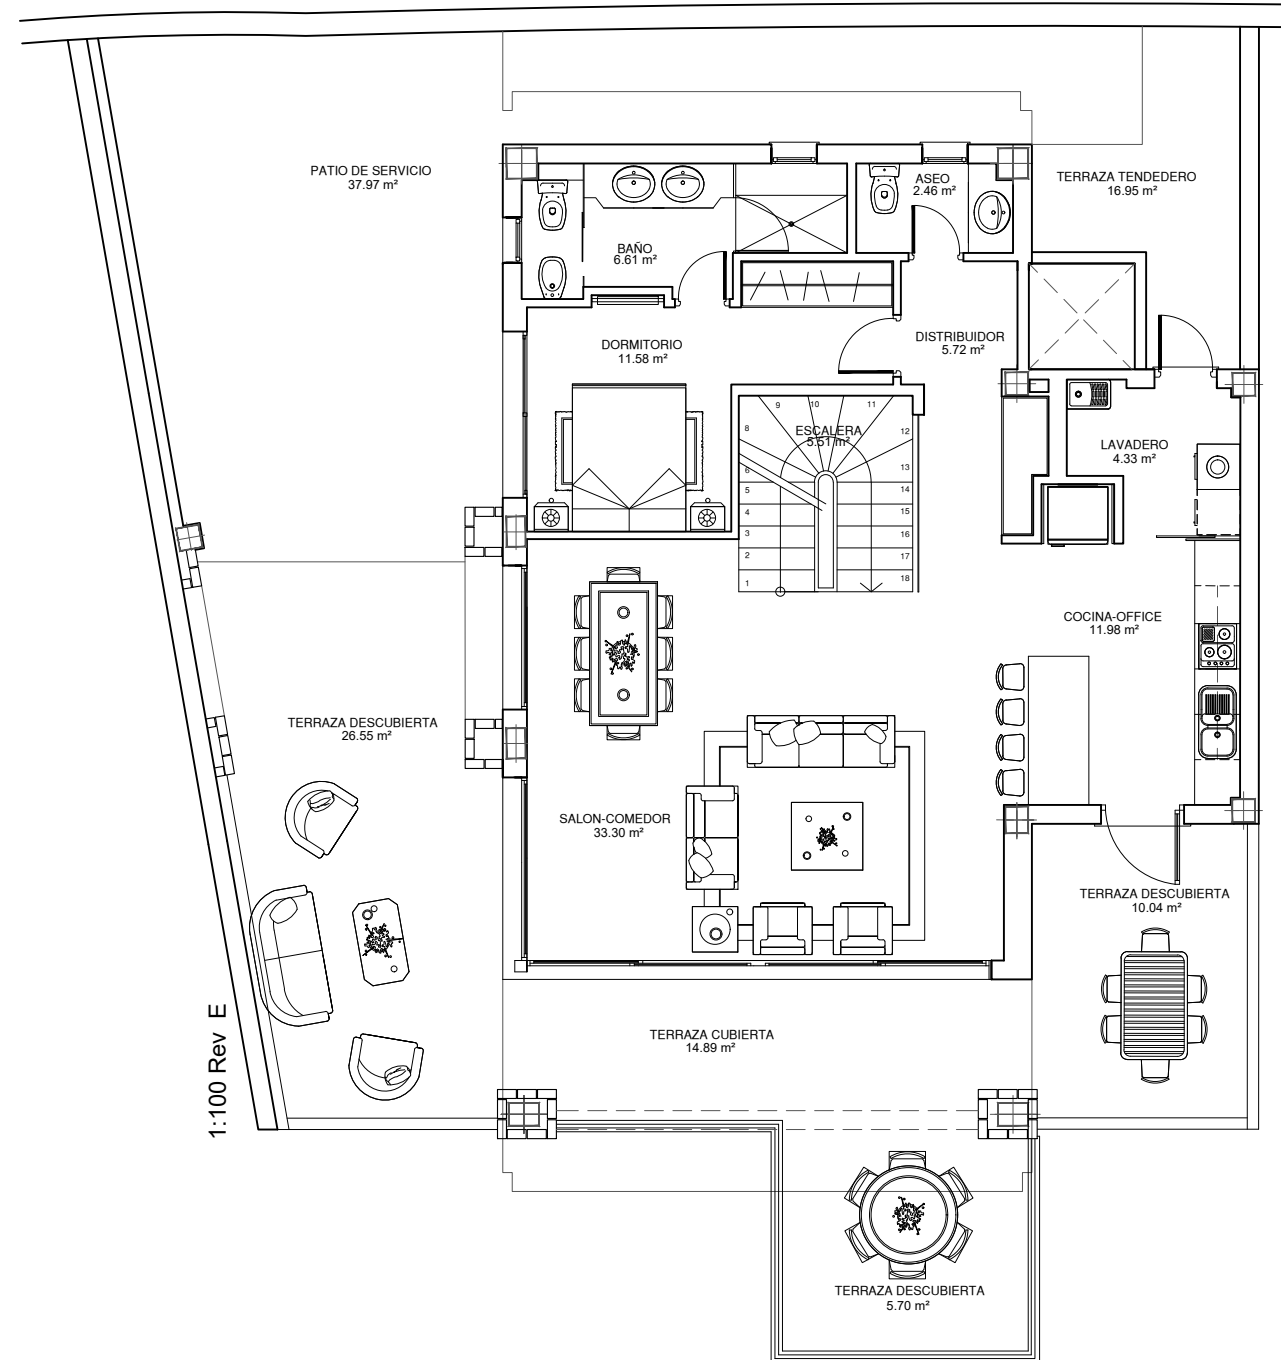 PATIO DE SERVICIO
37.97 m²
ASEO
2.46 m²
TERRAZA TENDEDERO
16.95 m²
BAÑO
6.61 m²
DORMITORIO
11.58 m²
DISTRIBUIDOR
5.72 m²
9
10
11
ESCALERA
5.51 m²
8
12
6
13
5
14
4
15
3
16
2
17
1
18
LAVADERO
4.33 m²
COCINA-OFFICE
11.98 m²
TERRAZA DESCUBIERTA
26.55 m²
SALON-COMEDOR
33.30 m²
TERRAZA DESCUBIERTA
10.04 m²
TERRAZA CUBIERTA
14.89 m²
1:100 Rev E
TERRAZA DESCUBIERTA
5.70 m²